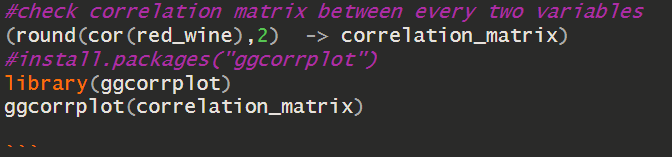 #check correlation matrix between every two variables
(round(cor(red_wine),2)  -> correlation_matrix)
#install.packages("ggcorrplot")
library(ggcorrplot)
ggcorrplot(correlation_matrix)
```